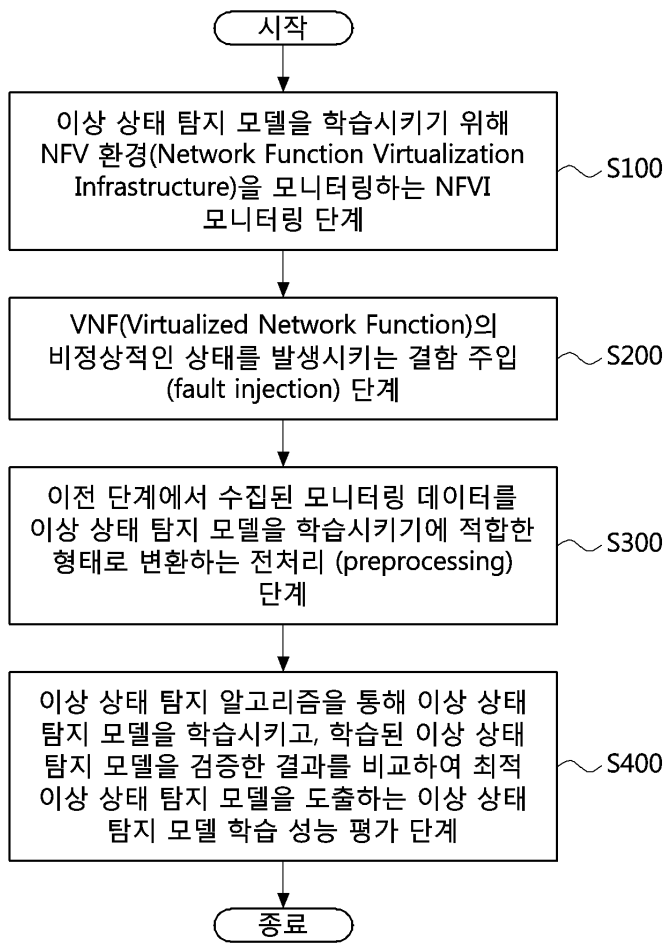 시작
이상 상태 탐지 모델을 학습시키기 위해
NFV 환경(Network Function Virtualization
Infrastructure)을 모니터링하는 NFVI
모니터링 단계
S100
VNF(Virtualized Network Function)의
비정상적인 상태를 발생시키는 결함 주입
(fault injection) 단계
S200
이전 단계에서 수집된 모니터링 데이터를
이상 상태 탐지 모델을 학습시키기에 적합한
형태로 변환하는 전처리 (preprocessing)
단계
S300
이상 상태 탐지 알고리즘을 통해 이상 상태
탐지 모델을 학습시키고, 학습된 이상 상태
탐지 모델을 검증한 결과를 비교하여 최적
이상 상태 탐지 모델을 도출하는 이상 상태
탐지 모델 학습 성능 평가 단계
S400
종료